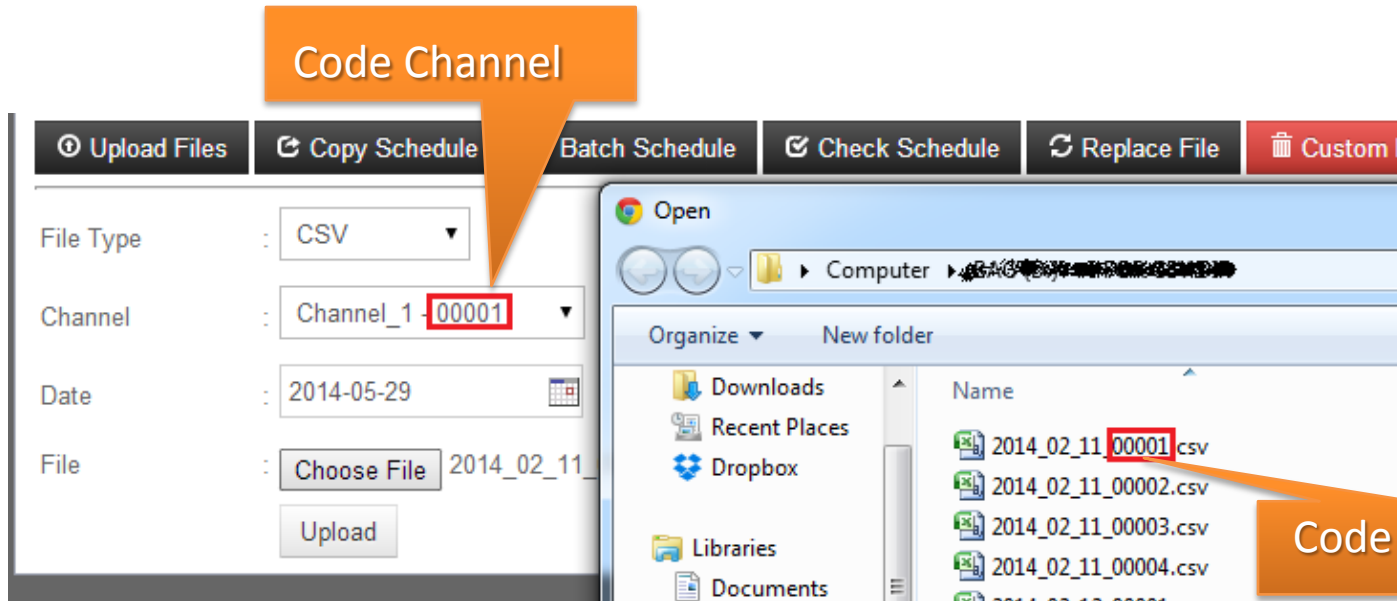 Code Channel
Upload Files Copy Schedule Batch Schedule Check Schedule Replace File Custom
File Type : CSV
Channel : Channel_1 - 00001
Date : 2014-05-29
File : Choose File 2014_02_11_
Upload
Open
Computer
Organize New folder
Downloads
Recent Places
Dropbox
Libraries
Documents
Name
2014_02_11_00001.csv
2014_02_11_00002.csv
2014_02_11_00003.csv
2014_02_11_00004.csv
Code